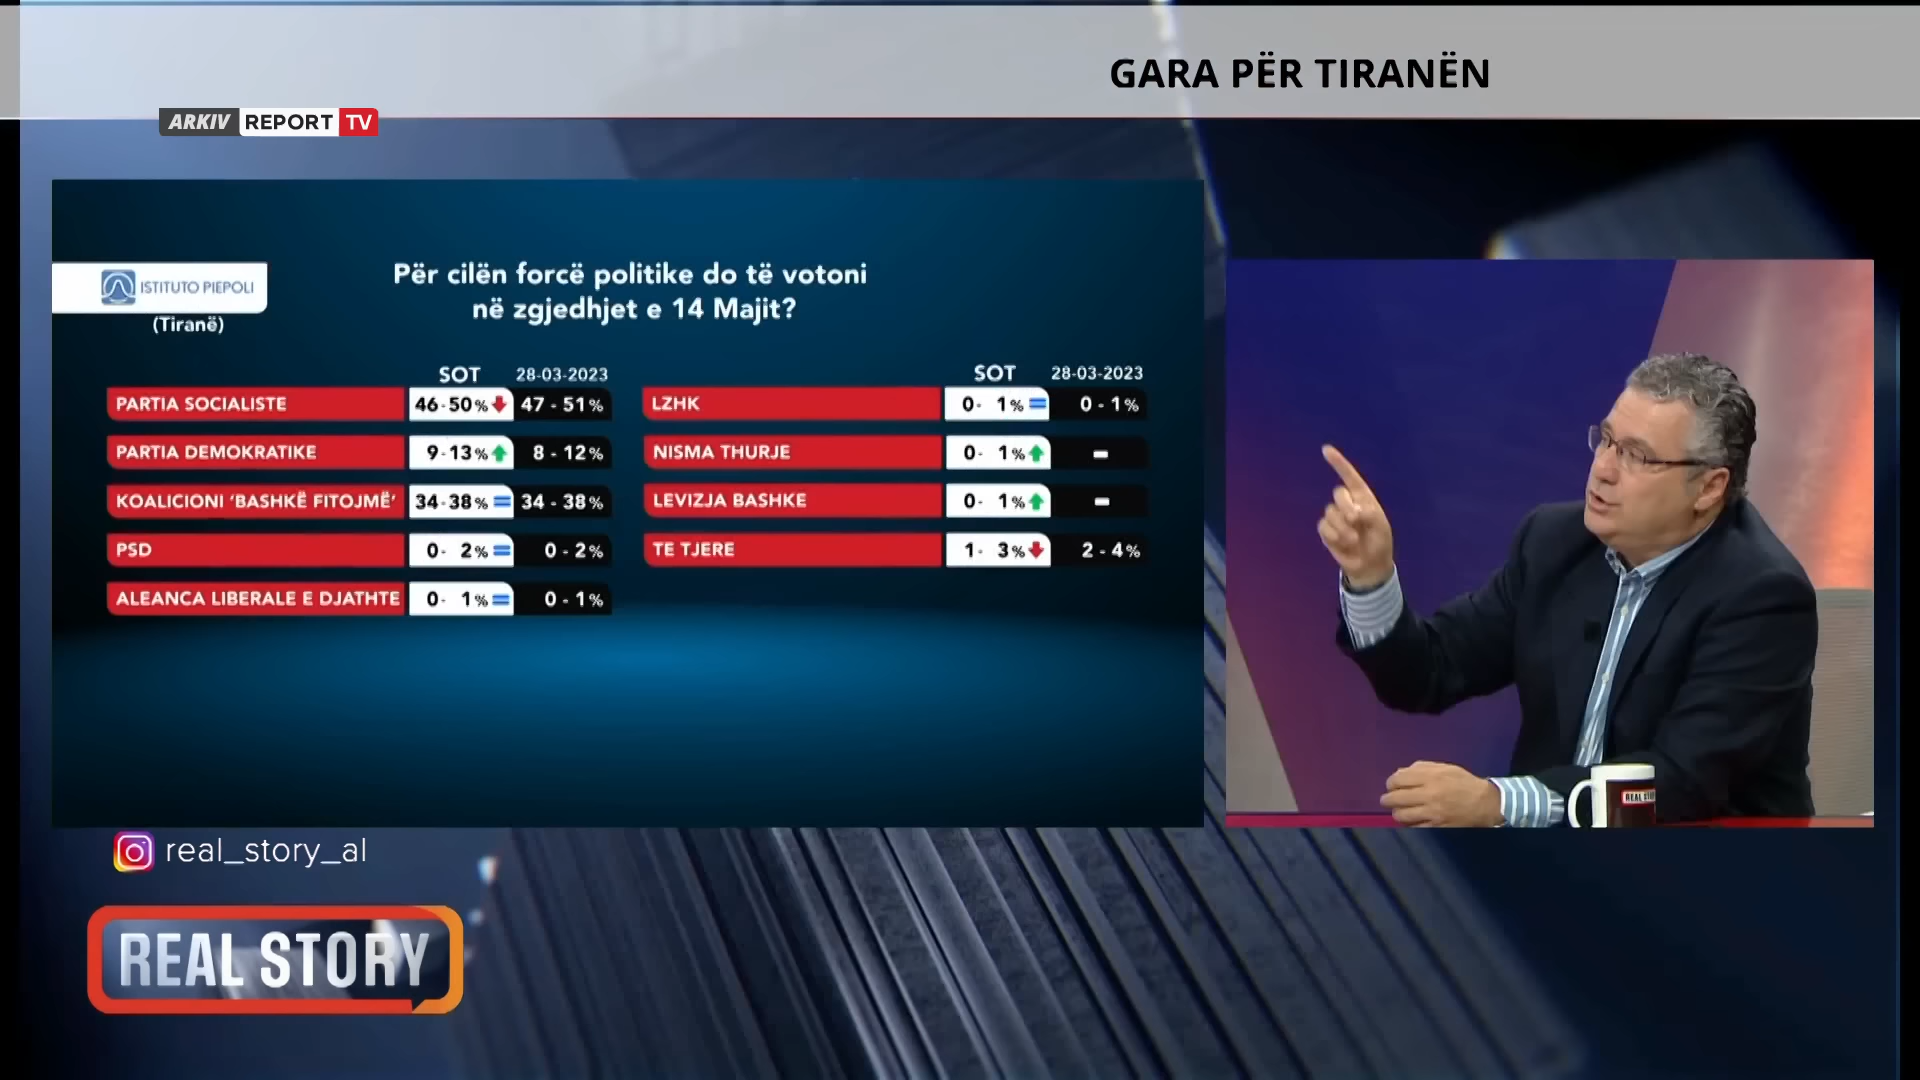 GARA PËR TIRANËN
ARKIV REPORT TV
ISTITUTO PIEPOLI
(Tiranë)
Për cilën forcë politike do të votoni
në zgjedhjet e 14 Majit?
SOT 28-03-2023
PARTIA SOCIALISTE 46-50% 47 - 51%
PARTIA DEMOKRATIKE 9-13% 8 - 12%
KOALICIONI ‘BASHKË FITOJMË’ 34-38% 34 - 38%
PSD 0- 2% 0 - 2%
ALEANCA LIBERALE E DJATHTE 0- 1% 0 - 1%
SOT 28-03-2023
LZHK 0- 1% 0 - 1%
NISMA THURJE 0- 1% -
LEVIZJA BASHKE 0- 1% -
TE TJERE 1- 3% 2 - 4%
real_story_al
REAL STORY